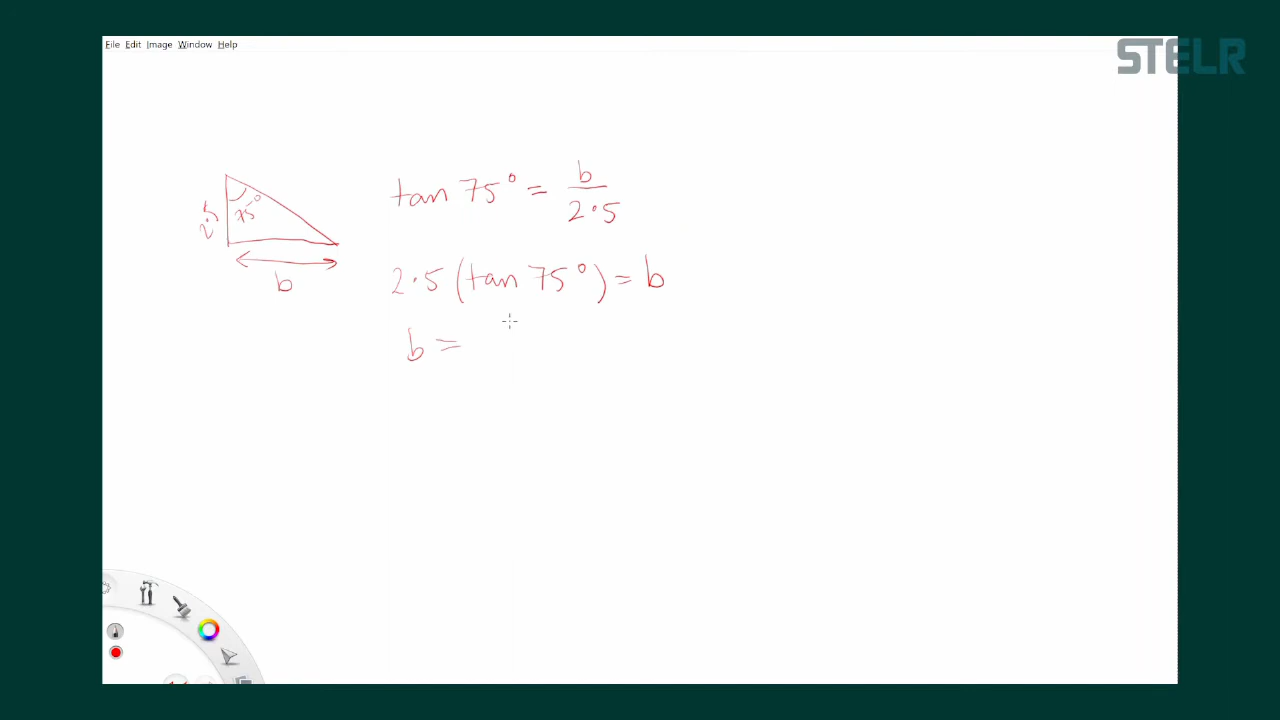 File Edit Image Window Help
STELR
tan 75° = b/2·5
2·5
75°
b
2·5 (tan 75°) = b
b =